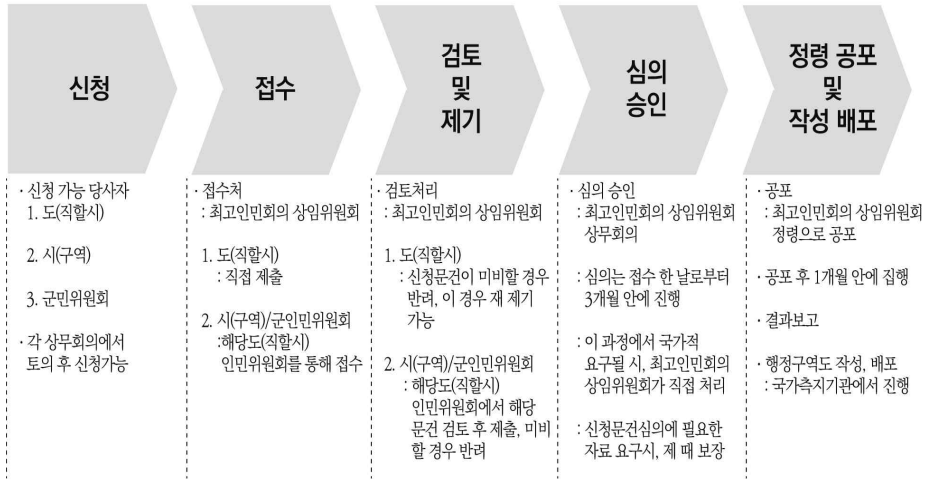 신청
접수
검토
및
제기
심의
승인
정령 공포
및
작성 배포
· 신청 가능 당사자
1. 도(직할시)
2. 시(구역)
3. 군민위원회
· 각 상무회의에서
토의 후 신청가능
· 접수처
: 최고인민회의 상임위원회
1. 도(직할시)
: 직접 제출
2. 시(구역)/군인민위원회
:해당도(직할시)
인민위원회를 통해 접수
· 검토처리
: 최고인민회의 상임위원회
1. 도(직할시)
: 신청문건이 미비할 경우
반려, 이 경우 재 제기
가능
2. 시(구역)/군인민위원회
: 해당도(직할시)
인민위원회에서 해당
문건 검토 후 제출, 미비
할 경우 반려
· 심의 승인
: 최고인민회의 상임위원회
상무회의
: 심의는 접수 한 날로부터
3개월 안에 진행
: 이 과정에서 국가적
요구될 시, 최고인민회의
상임위원회가 직접 처리
: 신청문건심의에 필요한
자료 요구시, 제 때 보장
· 공포
: 최고인민회의 상임위원회
정령으로 공포
· 공포 후 1개월 안에 집행
· 결과보고
· 행정구역도 작성, 배포
: 국가측지기관에서 진행